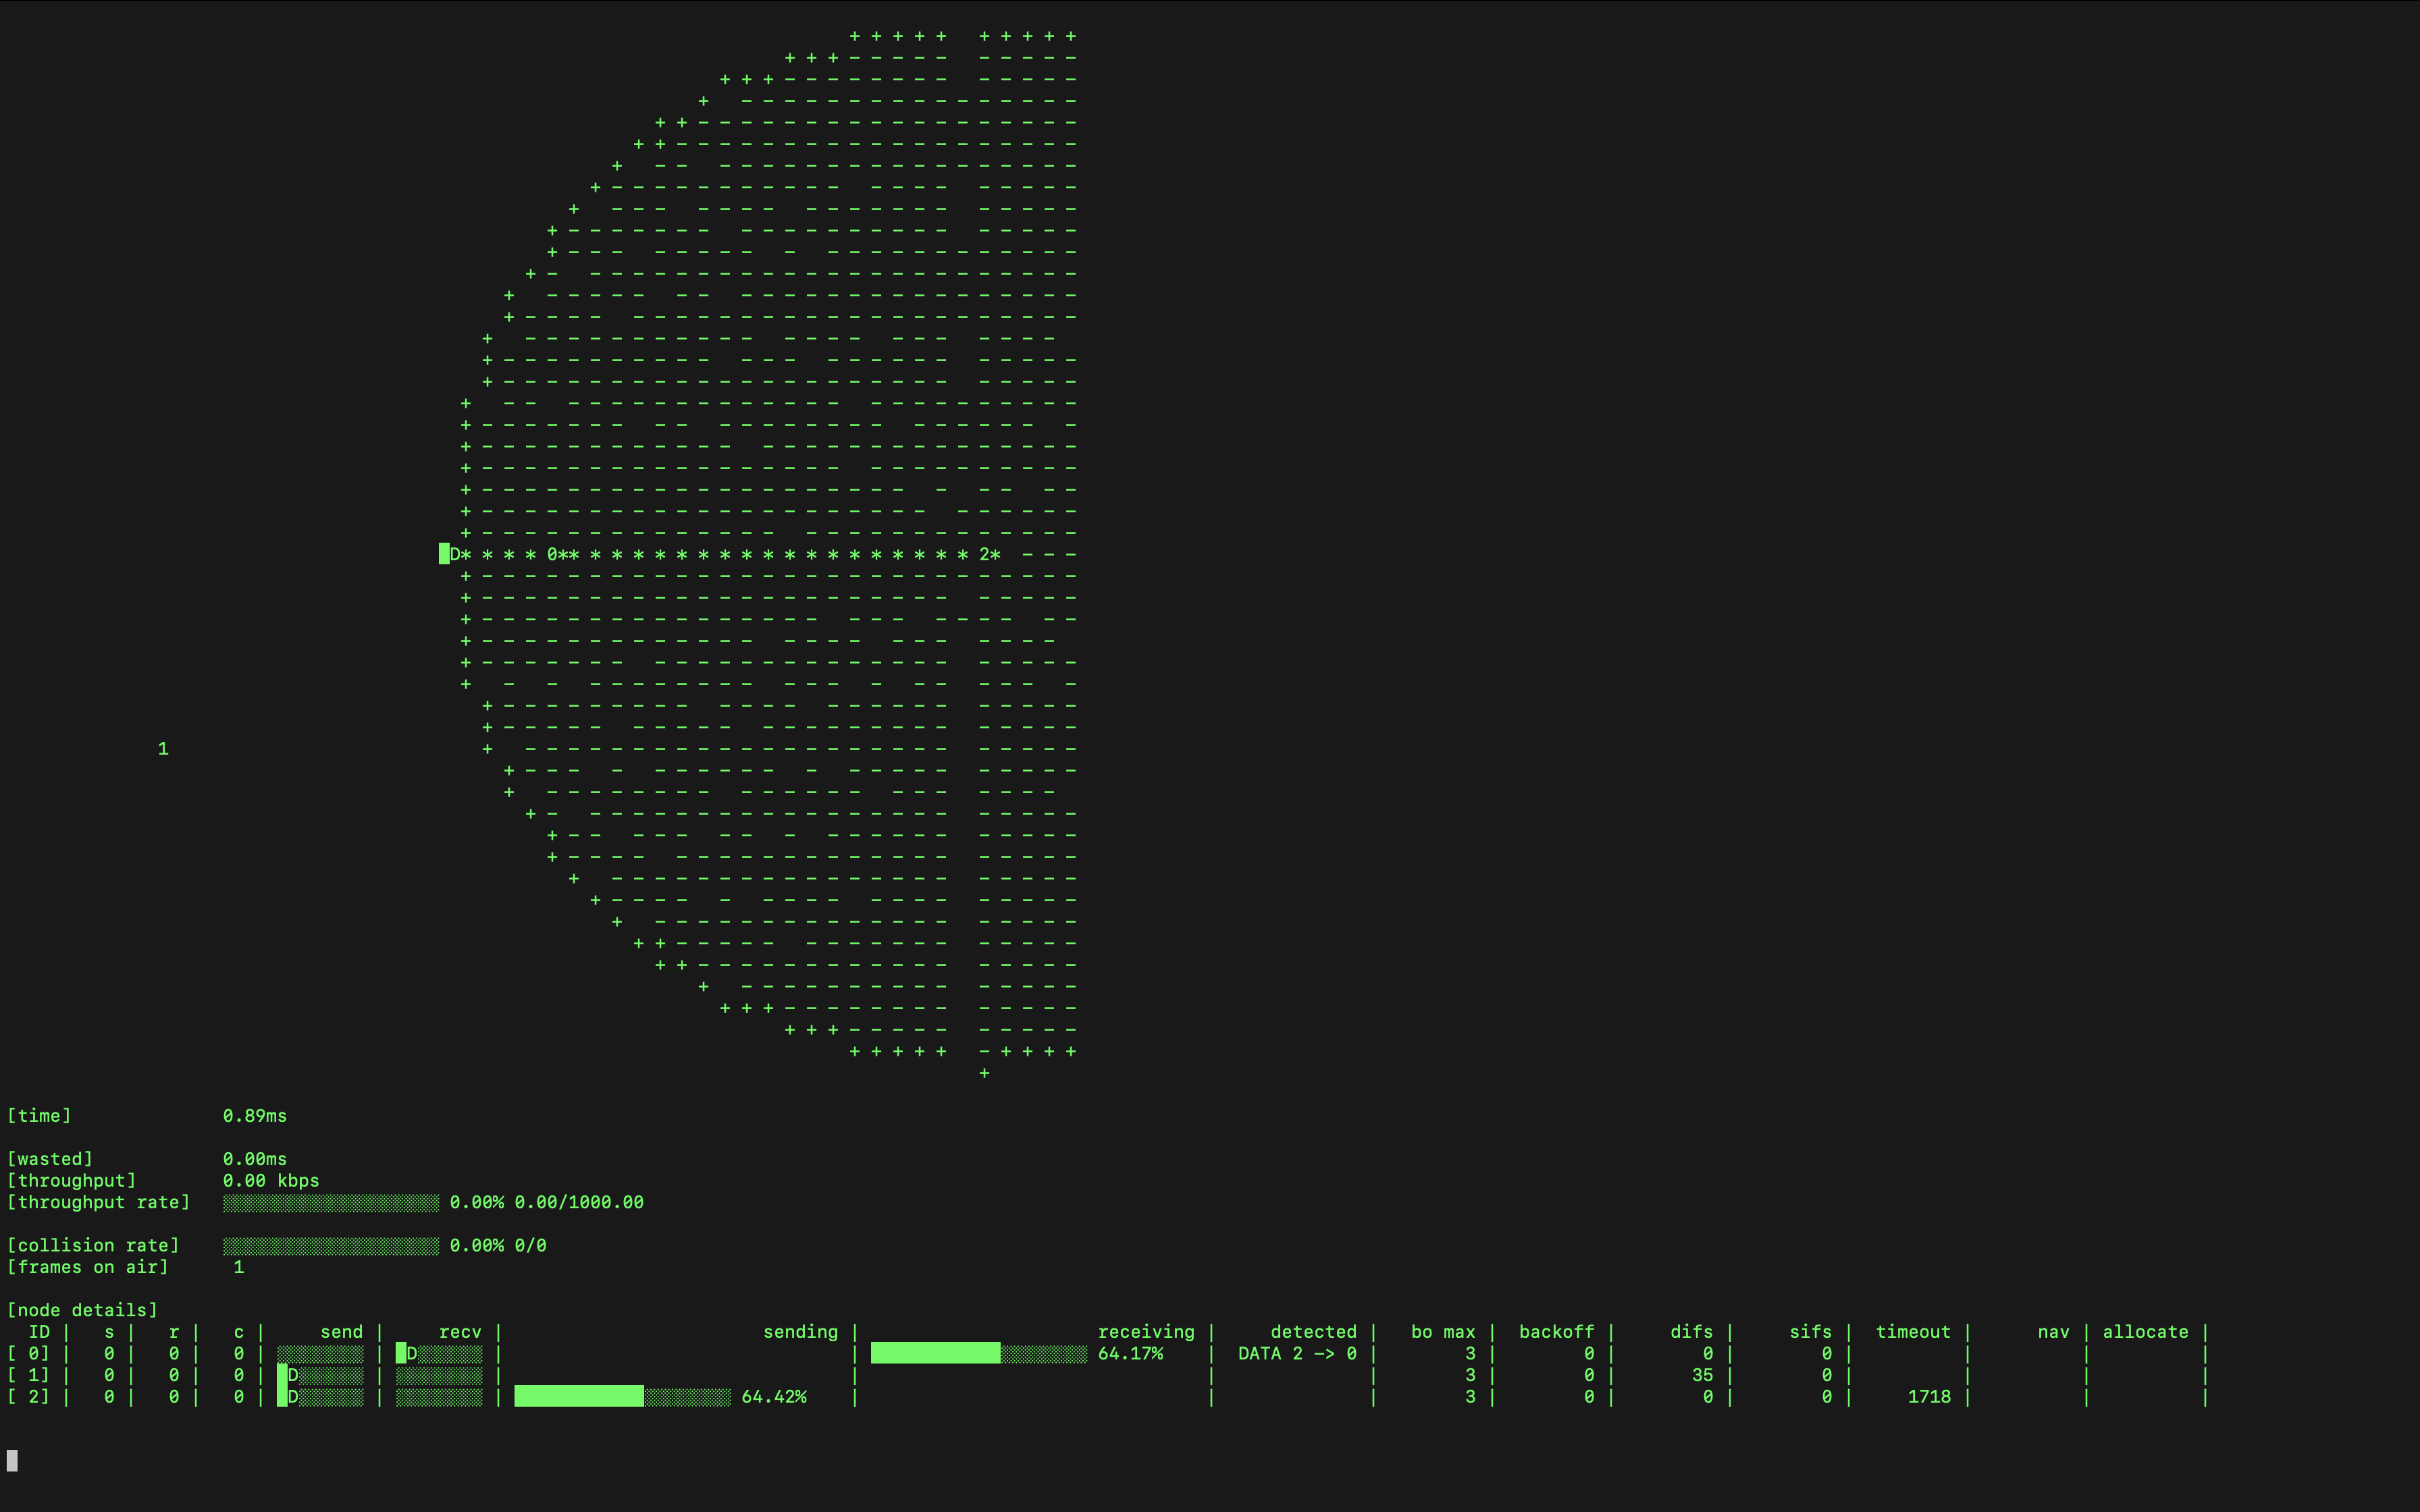 █D* * * * 0** * * * * * * * * * * * * * * * * * * 2* - - -
1
[time] 0.89ms
[wasted] 0.00ms
[throughput] 0.00 kbps
[throughput rate] 0.00% 0.00/1000.00
[collision rate] 0.00% 0/0
[frames on air] 1
[node details]
ID | s | r | c | send | recv | sending | receiving | detected | bo max | backoff | difs | sifs | timeout | nav | allocate |
[ 0] | 0 | 0 | 0 | | D | | 64.17% | DATA 2 -> 0 | 3 | 0 | 0 | 0 | | | |
[ 1] | 0 | 0 | 0 | D | | | | | 3 | 0 | 35 | 0 | | | |
[ 2] | 0 | 0 | 0 | D | | 64.42% | | | 3 | 0 | 0 | 0 | 1718 | | |